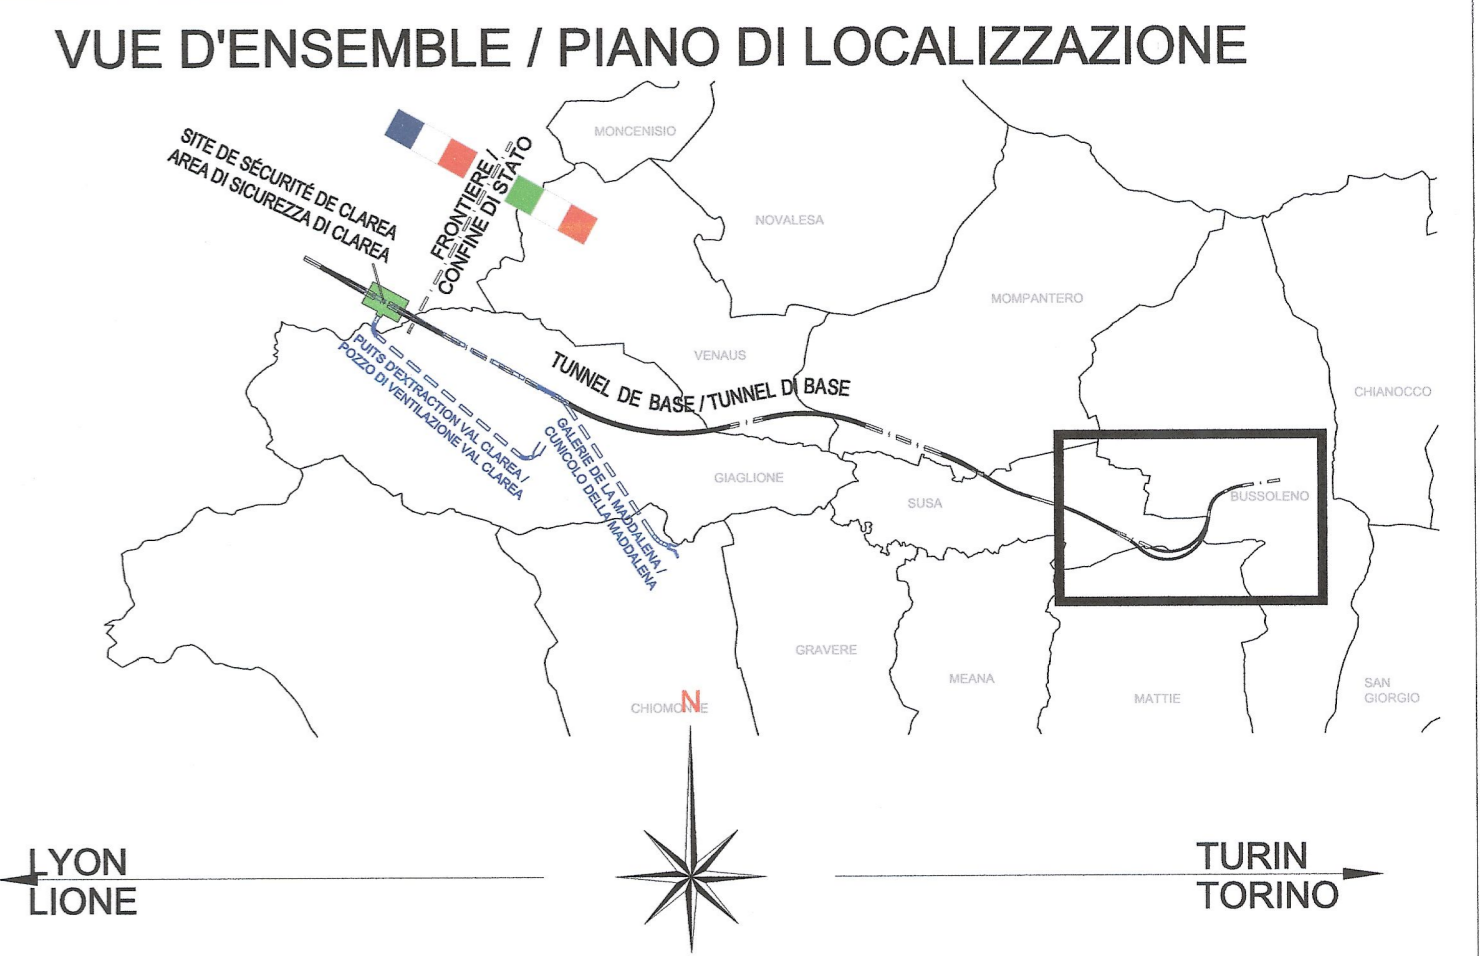 VUE D'ENSEMBLE / PIANO DI LOCALIZZAZIONE
MONCENISIO
SITE DE SÉCURITÉ DE CLAREA
AREA DI SICUREZZA DI CLAREA
FRONTIERE /
CONFINE DI STATO
NOVALESA
MOMPANTERO
VENAUS
TUNNEL DE BASE / TUNNEL DI BASE
CHIANOCCO
PUITS D'EXTRACTION VAL CLAREA /
POZZO DI VENTILAZIONE VAL CLAREA
GALERIE DE LA MADDALENA /
CUNICOLO DELLA MADDALENA
GIAGLIONE
SUSA
BUSSOLENO
GRAVERE
MEANA
MATTIE
SAN
GIORGIO
CHIOMONTE
N
LYON
LIONE
TURIN
TORINO